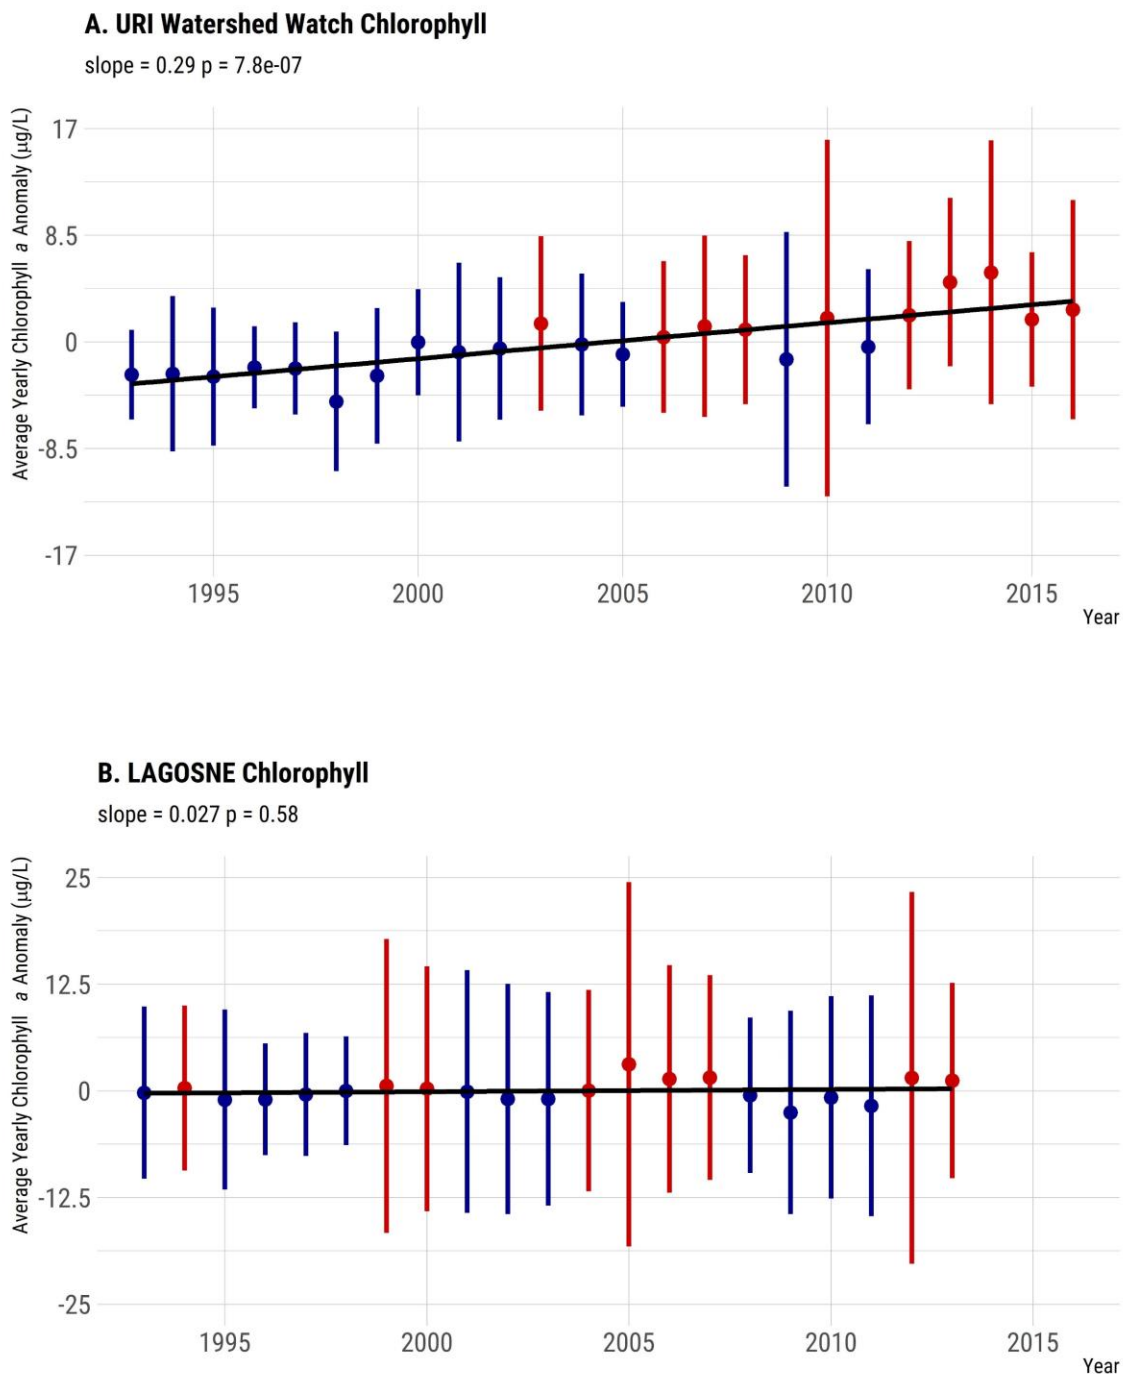 A. URI Watershed Watch Chlorophyll
slope = 0.29 p = 7.8e-07
Average Yearly Chlorophyll a Anomaly (µg/L)
17
8.5
0
-8.5
-17
1995 2000 2005 2010 2015
Year
B. LAGOSNE Chlorophyll
slope = 0.027 p = 0.58
Average Yearly Chlorophyll a Anomaly (µg/L)
25
12.5
0
-12.5
-25
1995 2000 2005 2010 2015
Year